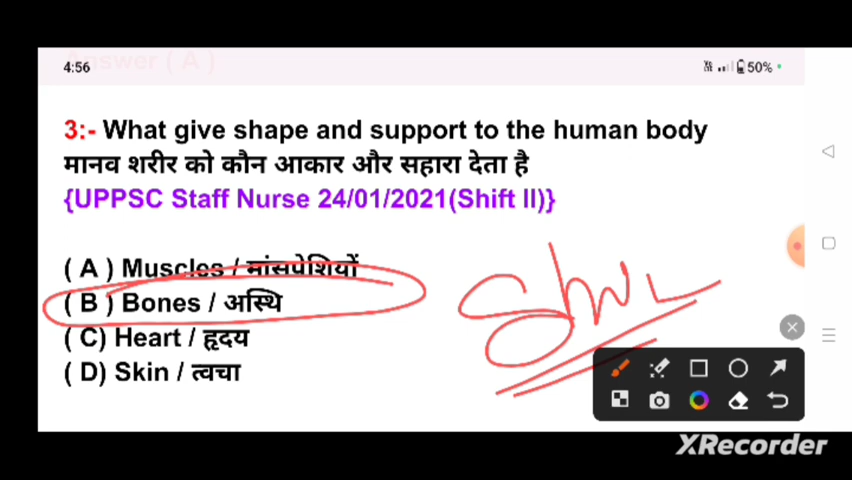 Answer ( A )
4:56
50%
3:- What give shape and support to the human body
मानव शरीर को कौन आकार और सहारा देता है
{UPPSC Staff Nurse 24/01/2021(Shift II)}
( A ) Muscles / मांसपेशियों
( B ) Bones / अस्थि
( C) Heart / हृदय
( D) Skin / त्वचा
XRecorder